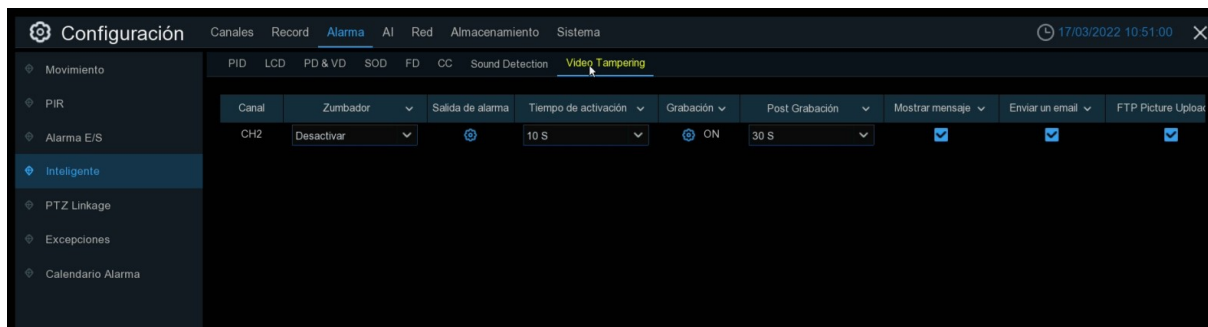 Configuración Canales Record Alarma AI Red Almacenamiento Sistema 17/03/2022 10:51:00
Movimiento
PIR
Alarma E/S
Inteligente
PTZ Linkage
Excepciones
Calendario Alarma
PID LCD PD & VD SOD FD CC Sound Detection Video Tampering
Canal Zumbador Salida de alarma Tiempo de activación Grabación Post Grabación Mostrar mensaje Enviar un email FTP Picture Upload
CH2 Desactivar 10 S ON 30 S